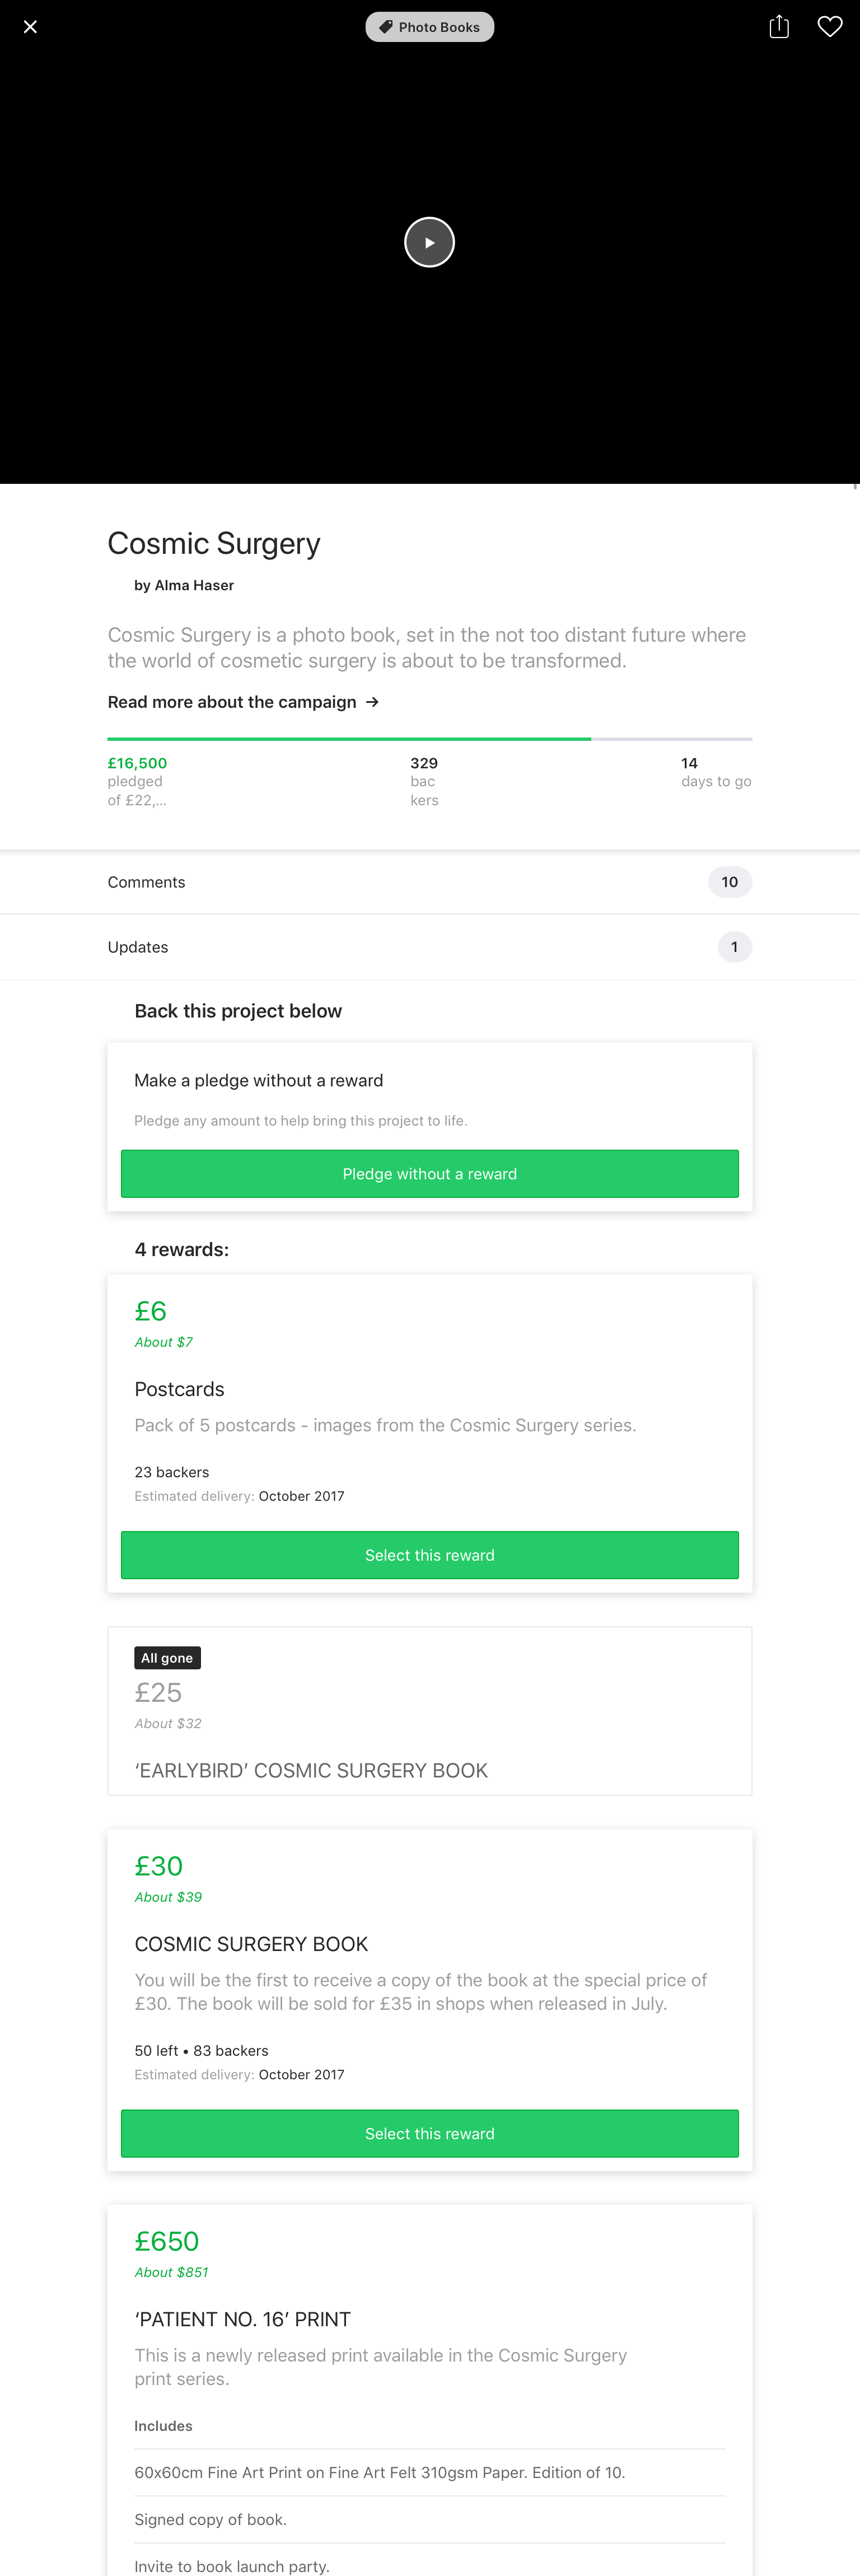 Photo Books
Cosmic Surgery
by Alma Haser
Cosmic Surgery is a photo book, set in the not too distant future where
the world of cosmetic surgery is about to be transformed.
Read more about the campaign →
£16,500
pledged
of £22,...
329
bac
kers
14
days to go
Comments
10
Updates
1
Back this project below
Make a pledge without a reward
Pledge any amount to help bring this project to life.
Pledge without a reward
4 rewards:
£6
About $7
Postcards
Pack of 5 postcards - images from the Cosmic Surgery series.
23 backers
Estimated delivery: October 2017
Select this reward
All gone
£25
About $32
‘EARLYBIRD’ COSMIC SURGERY BOOK
£30
About $39
COSMIC SURGERY BOOK
You will be the first to receive a copy of the book at the special price of
£30. The book will be sold for £35 in shops when released in July.
50 left • 83 backers
Estimated delivery: October 2017
Select this reward
£650
About $851
‘PATIENT NO. 16’ PRINT
This is a newly released print available in the Cosmic Surgery
print series.
Includes
60x60cm Fine Art Print on Fine Art Felt 310gsm Paper. Edition of 10.
Signed copy of book.
Invite to book launch party.